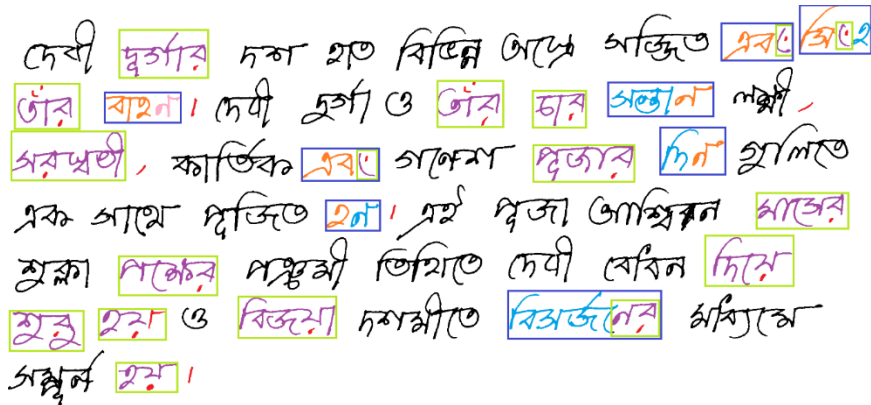 দেবী দুর্গার দশ হাত বিভিন্ন অস্ত্রে সজ্জিত এবং সিংহ
তাঁর বাহন। দেবী দুর্গা ও তাঁর চার সন্তান লক্ষ্মী,
সরস্বতী, কার্তিক এবং গণেশ পূজার দিন গুলিতে
এক সাথে পূজিত হন। এই পূজা আশ্বিন মাসের
শুক্লা পক্ষের পঞ্চমী তিথিতে দেবী বোধন দিয়ে
শুরু হয় ও বিজয়া দশমীতে বিসর্জনের মাধ্যমে
সম্পূর্ন হয়।